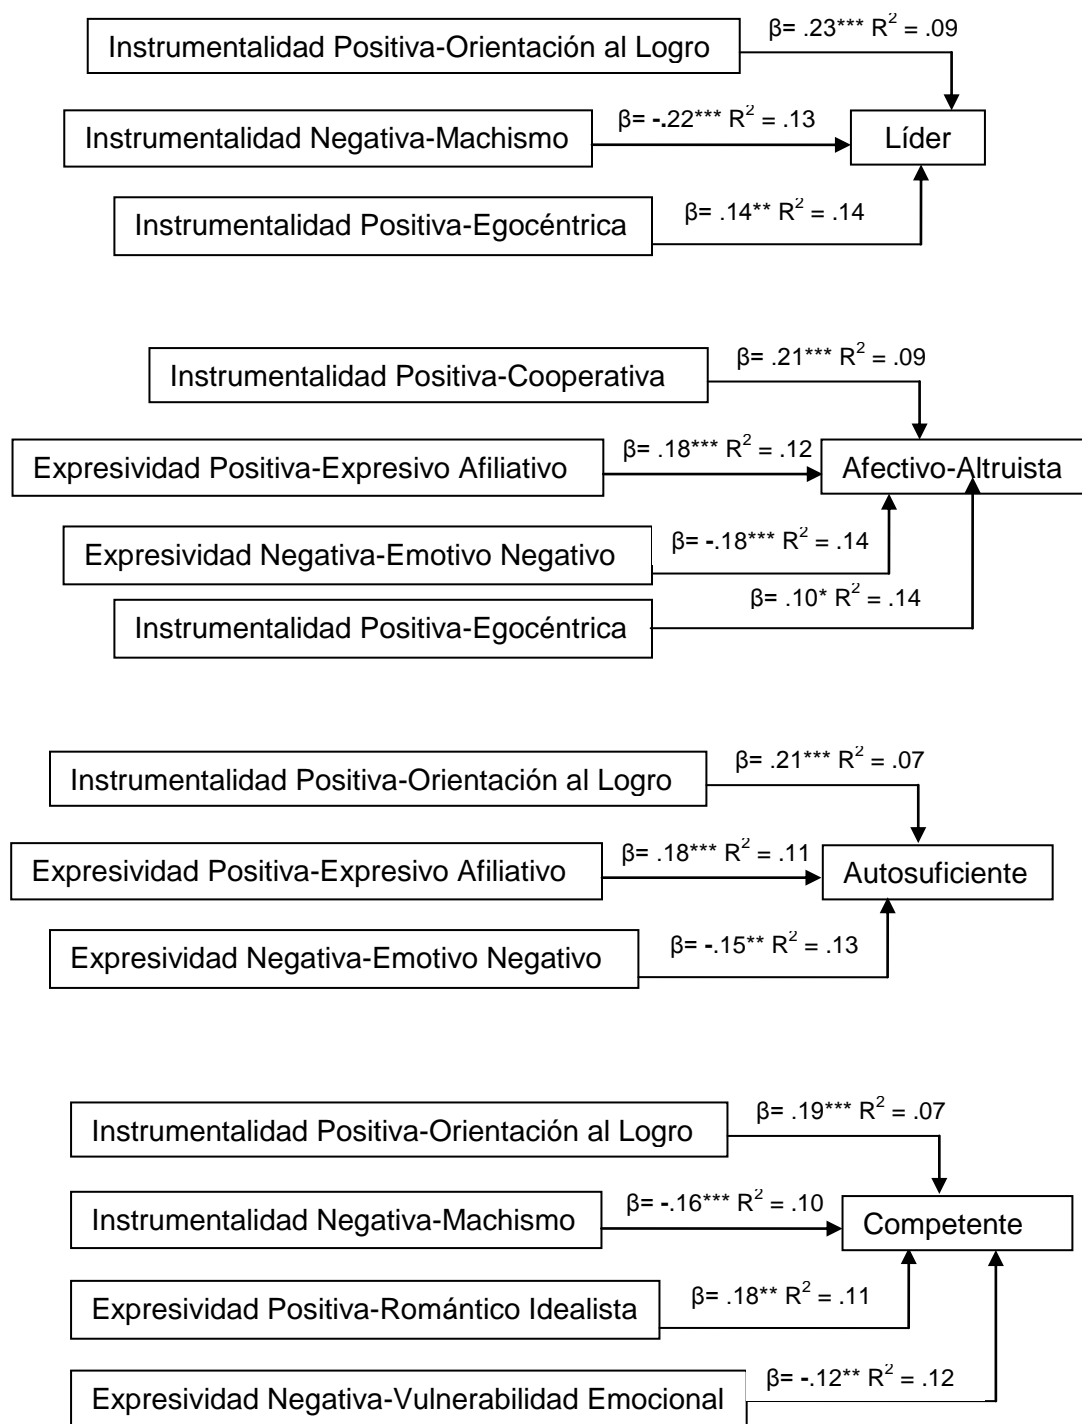 β= .23*** R² = .09
Instrumentalidad Positiva-Orientación al Logro
β= -.22*** R² = .13
Instrumentalidad Negativa-Machismo
Líder
Instrumentalidad Positiva-Egocéntrica
β= .14** R² = .14
β= .21*** R² = .09
Instrumentalidad Positiva-Cooperativa
β= .18*** R² = .12
Expresividad Positiva-Expresivo Afiliativo
Afectivo-Altruista
Expresividad Negativa-Emotivo Negativo
β= -.18*** R² = .14
β= .10* R² = .14
Instrumentalidad Positiva-Egocéntrica
β= .21*** R² = .07
Instrumentalidad Positiva-Orientación al Logro
β= .18*** R² = .11
Expresividad Positiva-Expresivo Afiliativo
Autosuficiente
Expresividad Negativa-Emotivo Negativo
β= -.15** R² = .13
β= .19*** R² = .07
Instrumentalidad Positiva-Orientación al Logro
β= -.16*** R² = .10
Instrumentalidad Negativa-Machismo
Competente
Expresividad Positiva-Romántico Idealista
β= .18** R² = .11
β= -.12** R² = .12
Expresividad Negativa-Vulnerabilidad Emocional